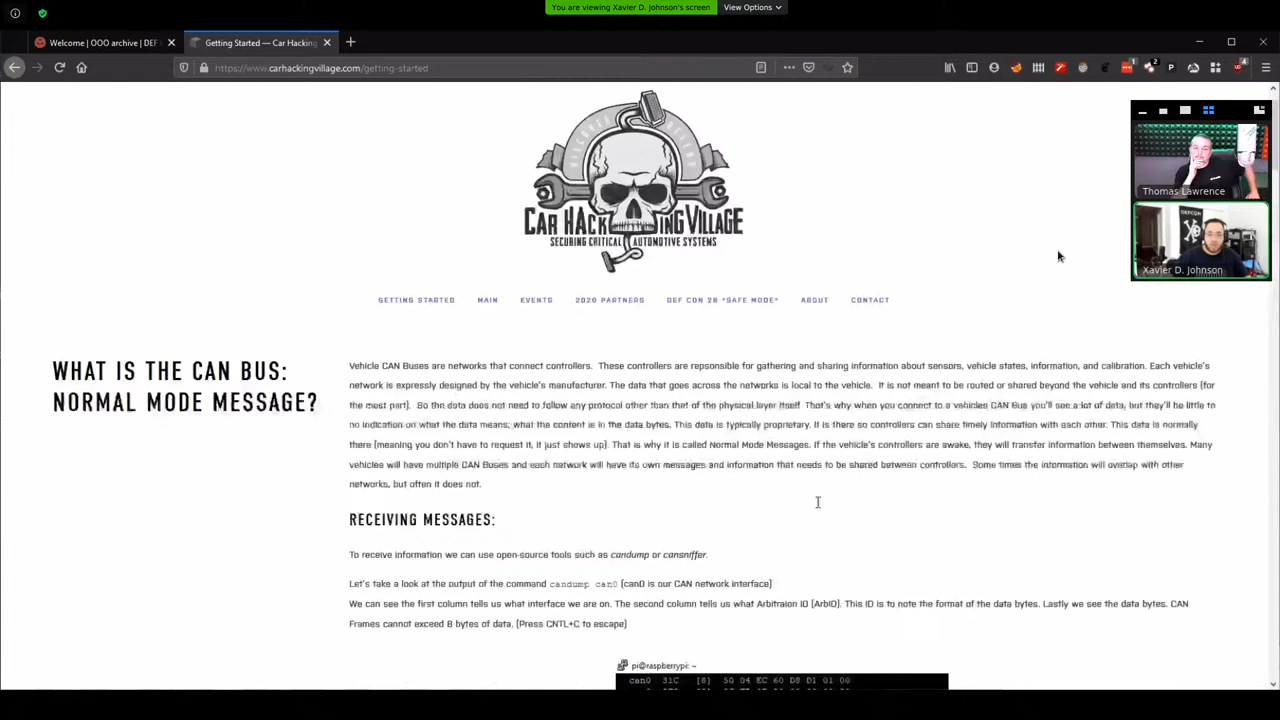 You are viewing Xavier D. Johnson's screen
View Options
Welcome | OOO archive | DEF
Getting Started — Car Hacking
https://www.carhackingvillage.com/getting-started
DISCOVER
DEFEND
CAR HACKING VILLAGE
SECURING CRITICAL AUTOMOTIVE SYSTEMS
Thomas Lawrence
DEFCON
Xavier D. Johnson
GETTING STARTED
MAIN
EVENTS
2020 PARTNERS
DEF CON 28 *SAFE MODE*
ABOUT
CONTACT
WHAT IS THE CAN BUS:
NORMAL MODE MESSAGE?
Vehicle CAN Buses are networks that connect controllers. These controllers are repsonsible for gathering and sharing information about sensors, vehicle states, information, and calibration. Each vehicle's
network is expressly designed by the vehicle's manufacturer. The data that goes across the networks is local to the vehicle. It is not meant to be routed or shared beyond the vehicle and its controllers (for
the most part). So the data does not need to follow any protocol other than that of the physical layer itself. That's why when you connect to a vehicles CAN Bus you'll see a lot of data, but they'll be little to
no indication on what the data means; what the content is in the data bytes. This data is typically proprietary. It is there so controllers can share timely information with each other. This data is normally
there (meaning you don't have to request it, it just shows up). That is why it is called Normal Mode Messages. If the vehicle's controllers are awake, they will transfer information between themselves. Many
vehicles will have multiple CAN Buses and each network will have its own messages and information that needs to be shared between controllers. Some times the information will overlap with other
networks, but often it does not.
RECEIVING MESSAGES:
To receive information we can use open-source tools such as candump or cansniffer.
Let's take a look at the output of the command candump can0 (can0 is our CAN network interface)
We can see the first column tells us what interface we are on. The second column tells us what Arbitraion ID (ArbID). This ID is to note the format of the data bytes. Lastly we see the data bytes. CAN
Frames cannot exceed 8 bytes of data. (Press CNTL+C to escape)
pi@raspberrypi: ~
can0 31C [8] 50 04 EC 60 D8 D1 01 00